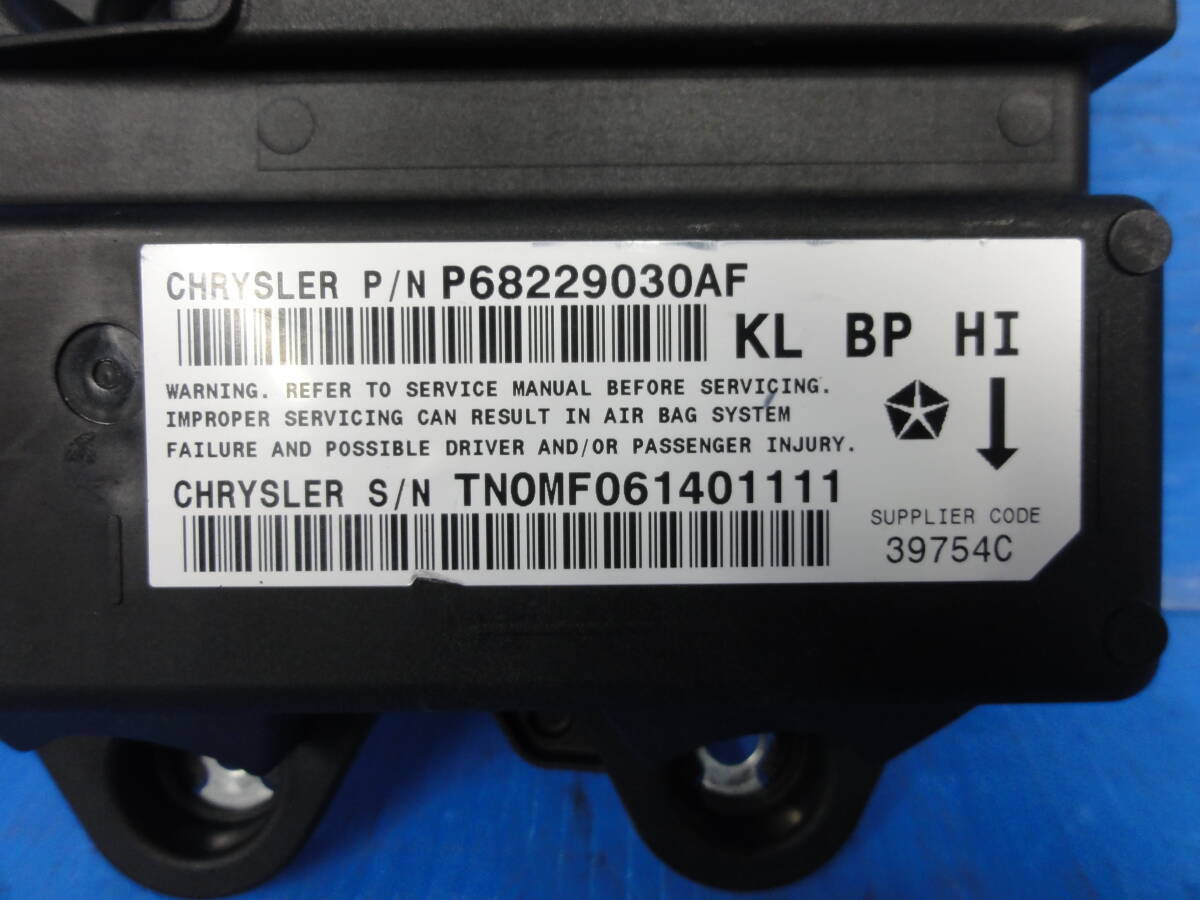 CHRYSLER P/N P68229030AF
KL BP HI
WARNING. REFER TO SERVICE MANUAL BEFORE SERVICING.
IMPROPER SERVICING CAN RESULT IN AIR BAG SYSTEM
FAILURE AND POSSIBLE DRIVER AND/OR PASSENGER INJURY.
CHRYSLER S/N TN0MF061401111
SUPPLIER CODE
39754C